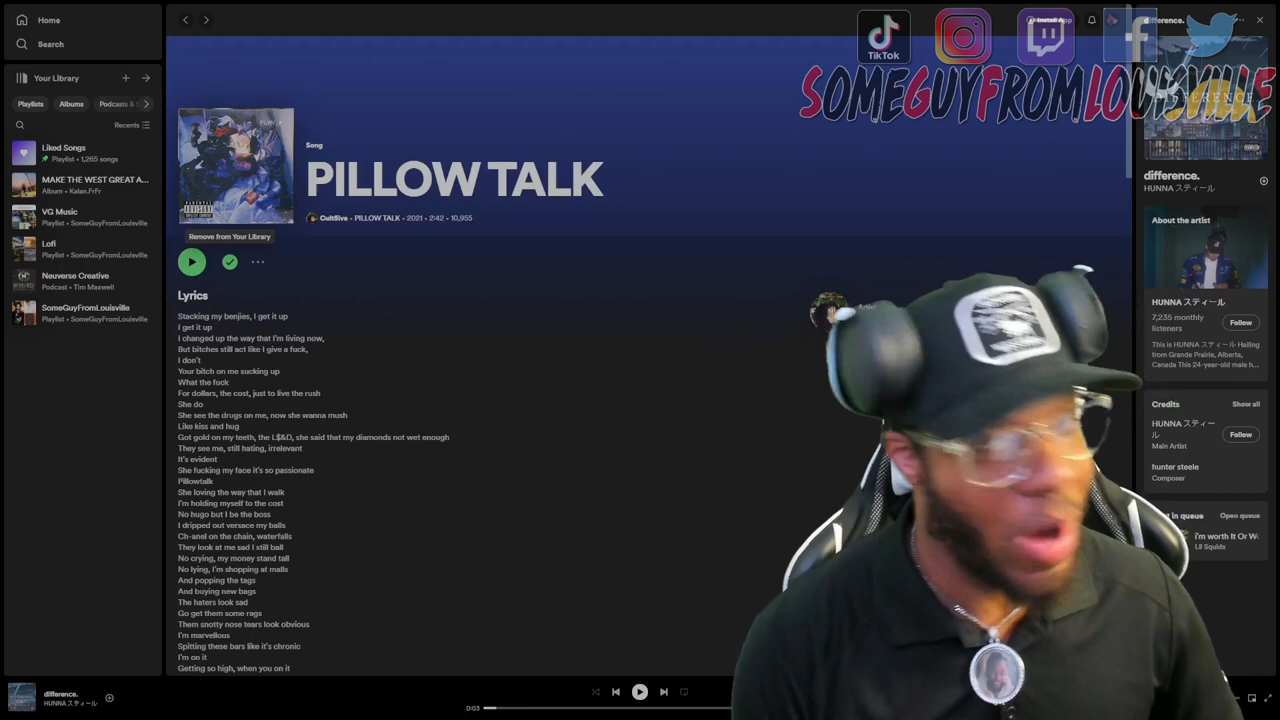 Home
Search
Your Library
Playlists
Albums
Podcasts &
Recents
Liked Songs
Playlist • 1,265 songs
MAKE THE WEST GREAT A...
Album • Kalan.FrFr
VG Music
Playlist • SomeGuyFromLouisville
Lofi
Playlist • SomeGuyFromLouisville
Neuverse Creative
Podcast • Tim Maxwell
SomeGuyFromLouisville
Playlist • SomeGuyFromLouisville
Install App
TikTok
SOMEGUYFROMLOUISVILLE
PARENTAL
ADVISORY
EXPLICIT CONTENT
Song
PILLOW TALK
Cult5ive • PILLOW TALK • 2021 • 2:42 • 10,955
Remove from Your Library
Lyrics
Stacking my benjies, I get it up
I get it up
I changed up the way that I'm living now,
But bitches still act like I give a fuck,
I don't
Your bitch on me sucking up
What the fuck
For dollars, the cost, just to live the rush
She do
She see the drugs on me, now she wanna mush
Like kiss and hug
Got gold on my teeth, the L$&D, she said that my diamonds not wet enough
They see me, still hating, irrelevant
It's evident
She fucking my face it's so passionate
Pillowtalk
She loving the way that I walk
I'm holding myself to the cost
No hugo but I be the boss
I dripped out versace my balls
Ch-anel on the chain, waterfalls
They look at me sad I still ball
No crying, my money stand tall
No lying, I'm shopping at malls
And popping the tags
And buying new bags
The haters look sad
Go get them some rags
Them snotty nose tears look obvious
I'm marvellous
Spitting these bars like it's chronic
I'm on it
Getting so high, when you on it
difference.
DIFFERENCE
difference.
HUNNA スティール
About the artist
HUNNA スティール
7,235 monthly
listeners
Follow
This is HUNNA スティール Hailing
from Grande Prairie, Alberta,
Canada This 24-year-old male h...
Credits
Show all
HUNNA スティー
ル
Main Artist
Follow
hunter steele
Composer
in queue
Open queue
i'm worth It Or W
Lil Squids
difference.
HUNNA スティール
0:03